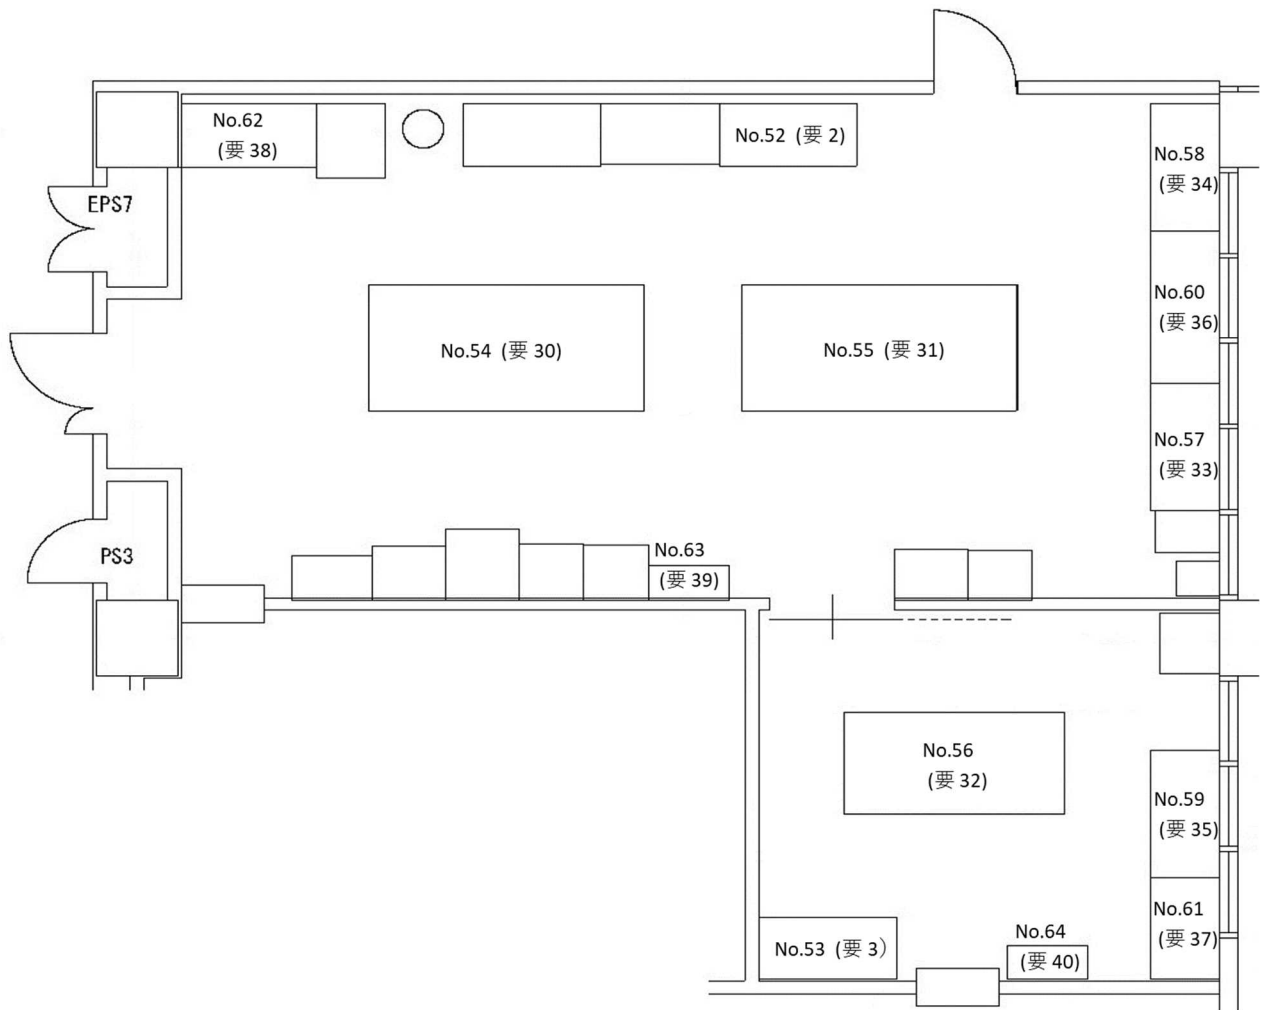 No.62
(要 38)
No.52 (要 2)
No.58
(要 34)
EPS7
No.60
(要 36)
No.54 (要 30)
No.55 (要 31)
No.57
(要 33)
PS3
No.63
(要 39)
No.56
(要 32)
No.59
(要 35)
No.61
(要 37)
No.53 (要 3）
No.64
(要 40)